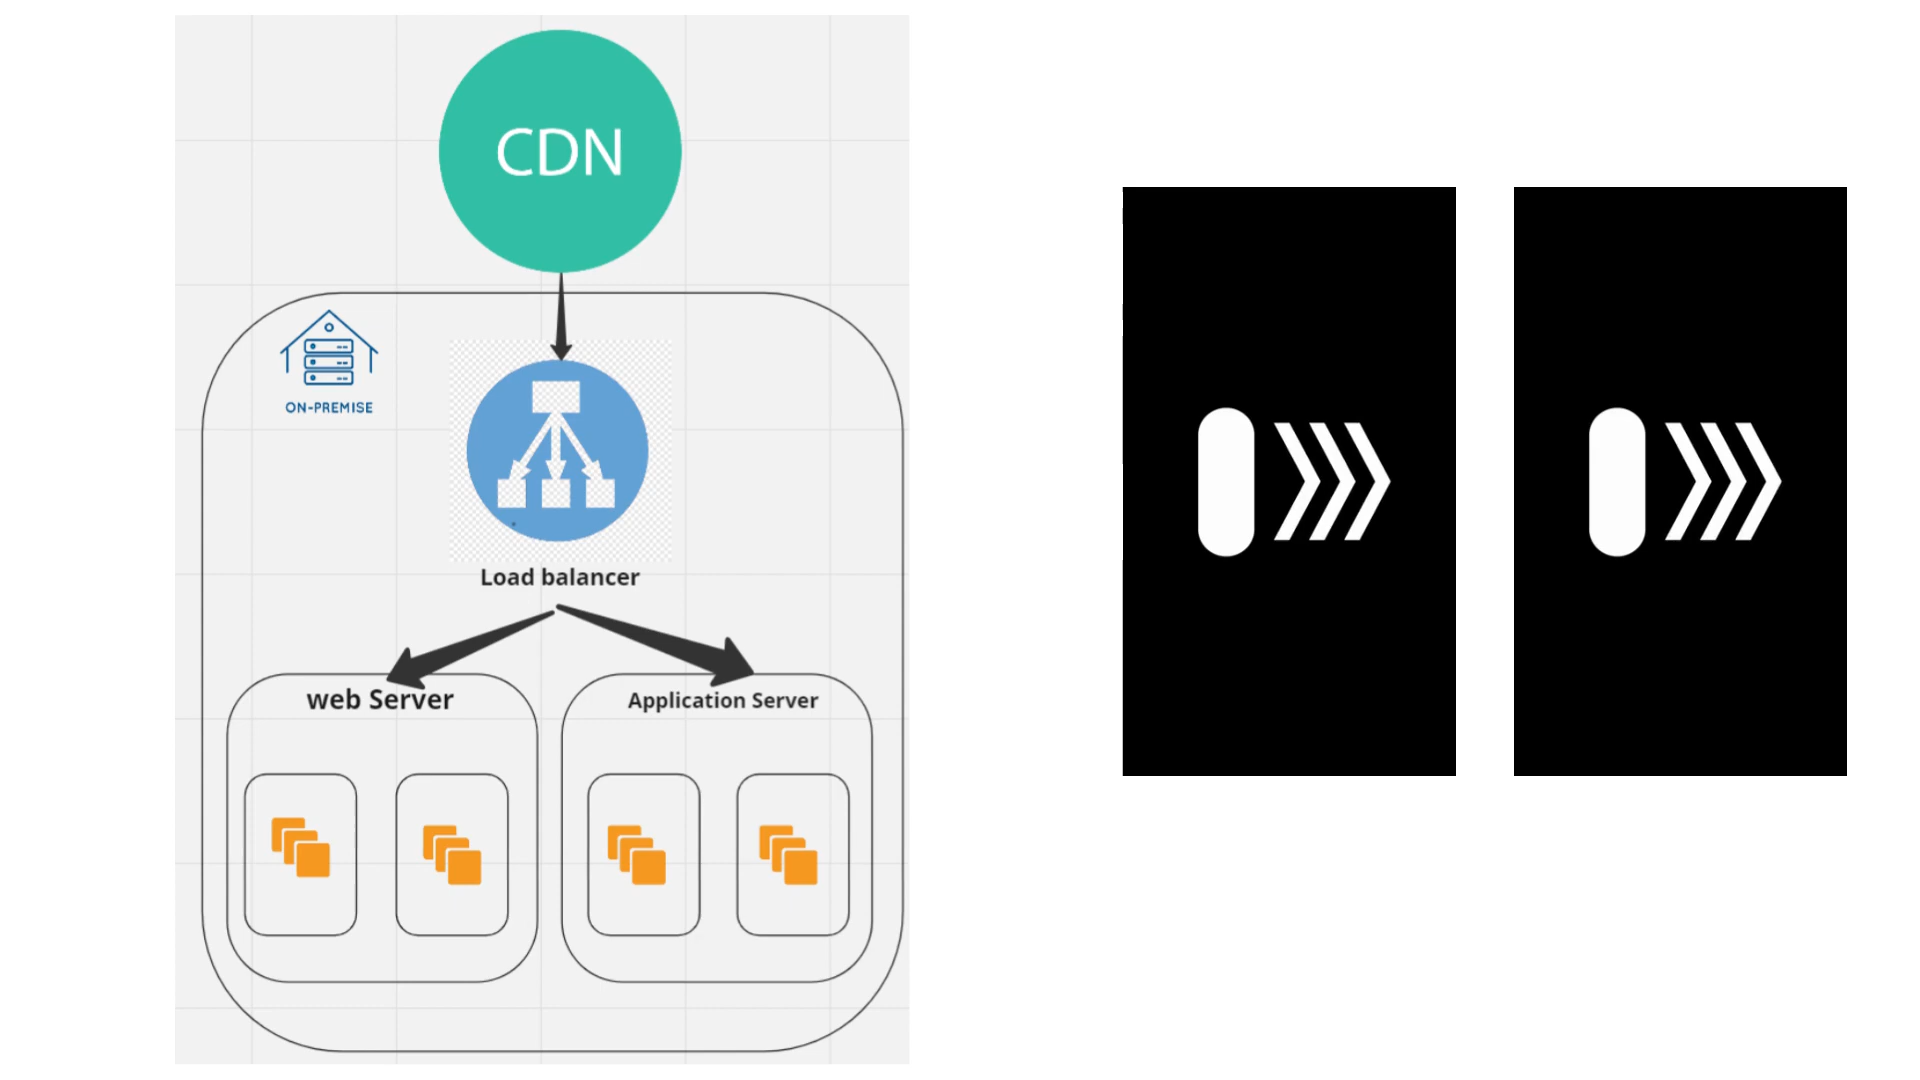 CDN
ON-PREMISE
Load balancer
web Server
Application Server